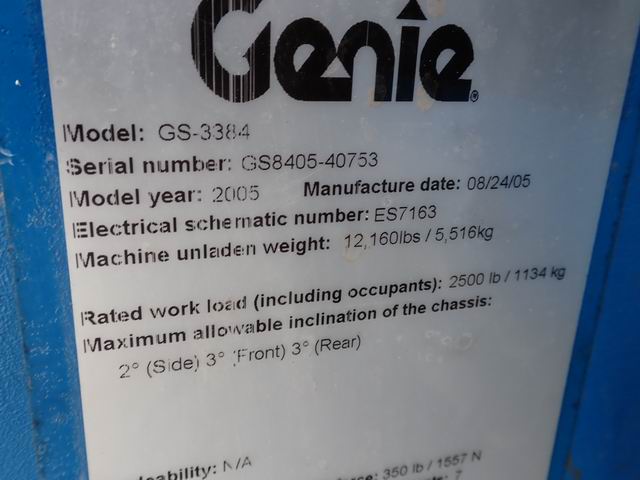 Genie®
Model: GS-3384
Serial number: GS8405-40753
Model year: 2005 Manufacture date: 08/24/05
Electrical schematic number: ES7163
Machine unladen weight: 12,160lbs / 5,516kg
Rated work load (including occupants): 2500 lb / 1134 kg
Maximum allowable inclination of the chassis:
2° (Side) 3° (Front) 3° (Rear)
N/A
350 lb / 1557 N
7